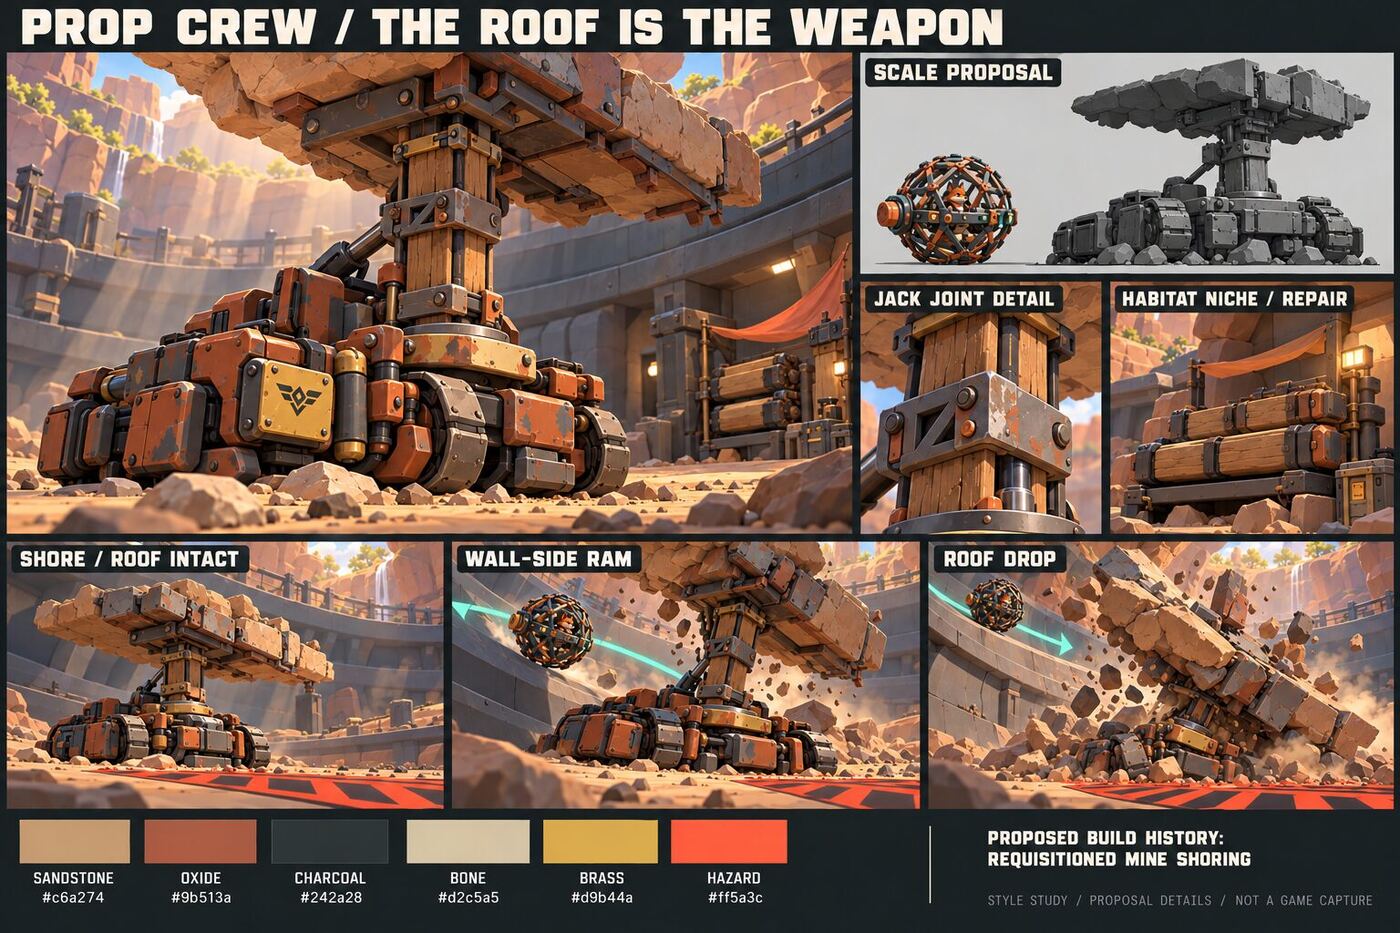 PROP CREW / THE ROOF IS THE WEAPON
SCALE PROPOSAL
JACK JOINT DETAIL
HABITAT NICHE / REPAIR
SHORE / ROOF INTACT
WALL-SIDE RAM
ROOF DROP
SANDSTONE
#c6a274
OXIDE
#9b513a
CHARCOAL
#242a28
BONE
#d2c5a5
BRASS
#d9b44a
HAZARD
#ff5a3c
PROPOSED BUILD HISTORY:
REQUISITIONED MINE SHORING
STYLE STUDY / PROPOSAL DETAILS / NOT A GAME CAPTURE